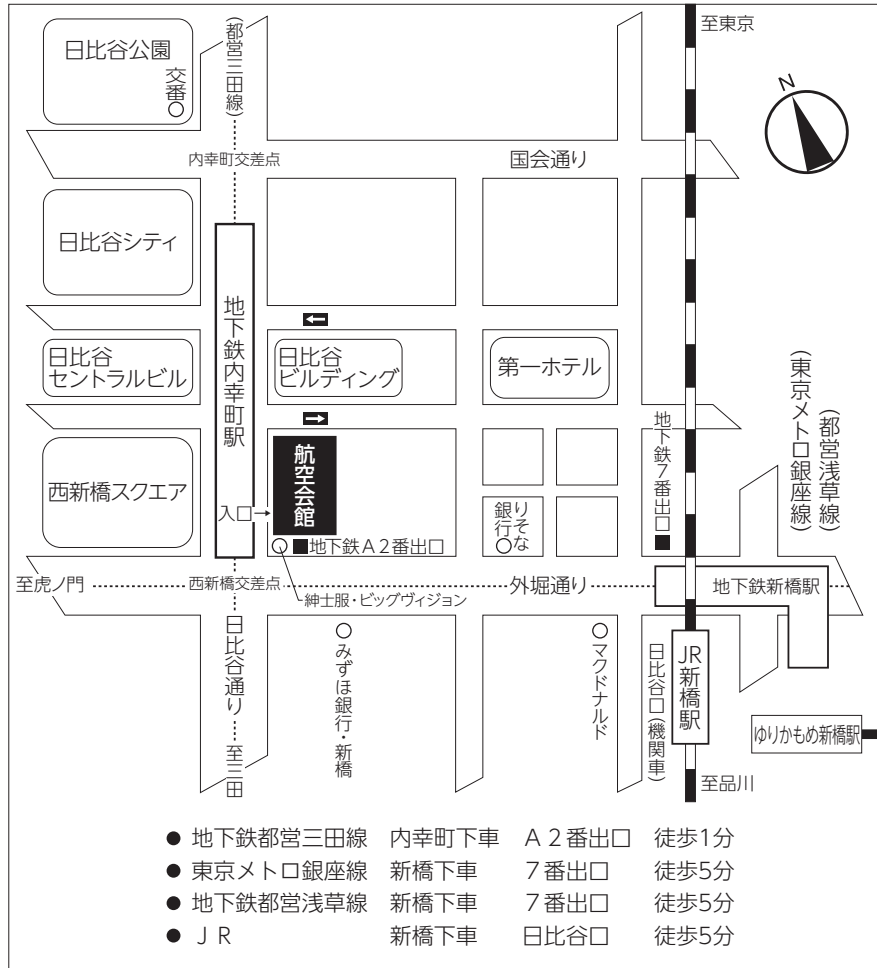 至東京
日比谷公園
交番
(都営三田線)
N
内幸町交差点
国会通り
日比谷シティ
地下鉄内幸町駅
←
日比谷
セントラルビル
日比谷
ビルディング
第一ホテル
(都営浅草線)
(東京メトロ銀座線)
→
地下鉄7番出口
西新橋スクエア
航空会館
入口→
りそな
銀行
地下鉄A2番出口
至虎ノ門
西新橋交差点
外堀通り
地下鉄新橋駅
紳士服・ビッグヴィジョン
日比谷通り
至三田
みずほ銀行・新橋
マクドナルド
日比谷口(機関車)
JR新橋駅
ゆりかもめ新橋駅
至品川
● 地下鉄都営三田線 内幸町下車 A2番出口 徒歩1分
● 東京メトロ銀座線 新橋下車 7番出口 徒歩5分
● 地下鉄都営浅草線 新橋下車 7番出口 徒歩5分
● JR 新橋下車 日比谷口 徒歩5分